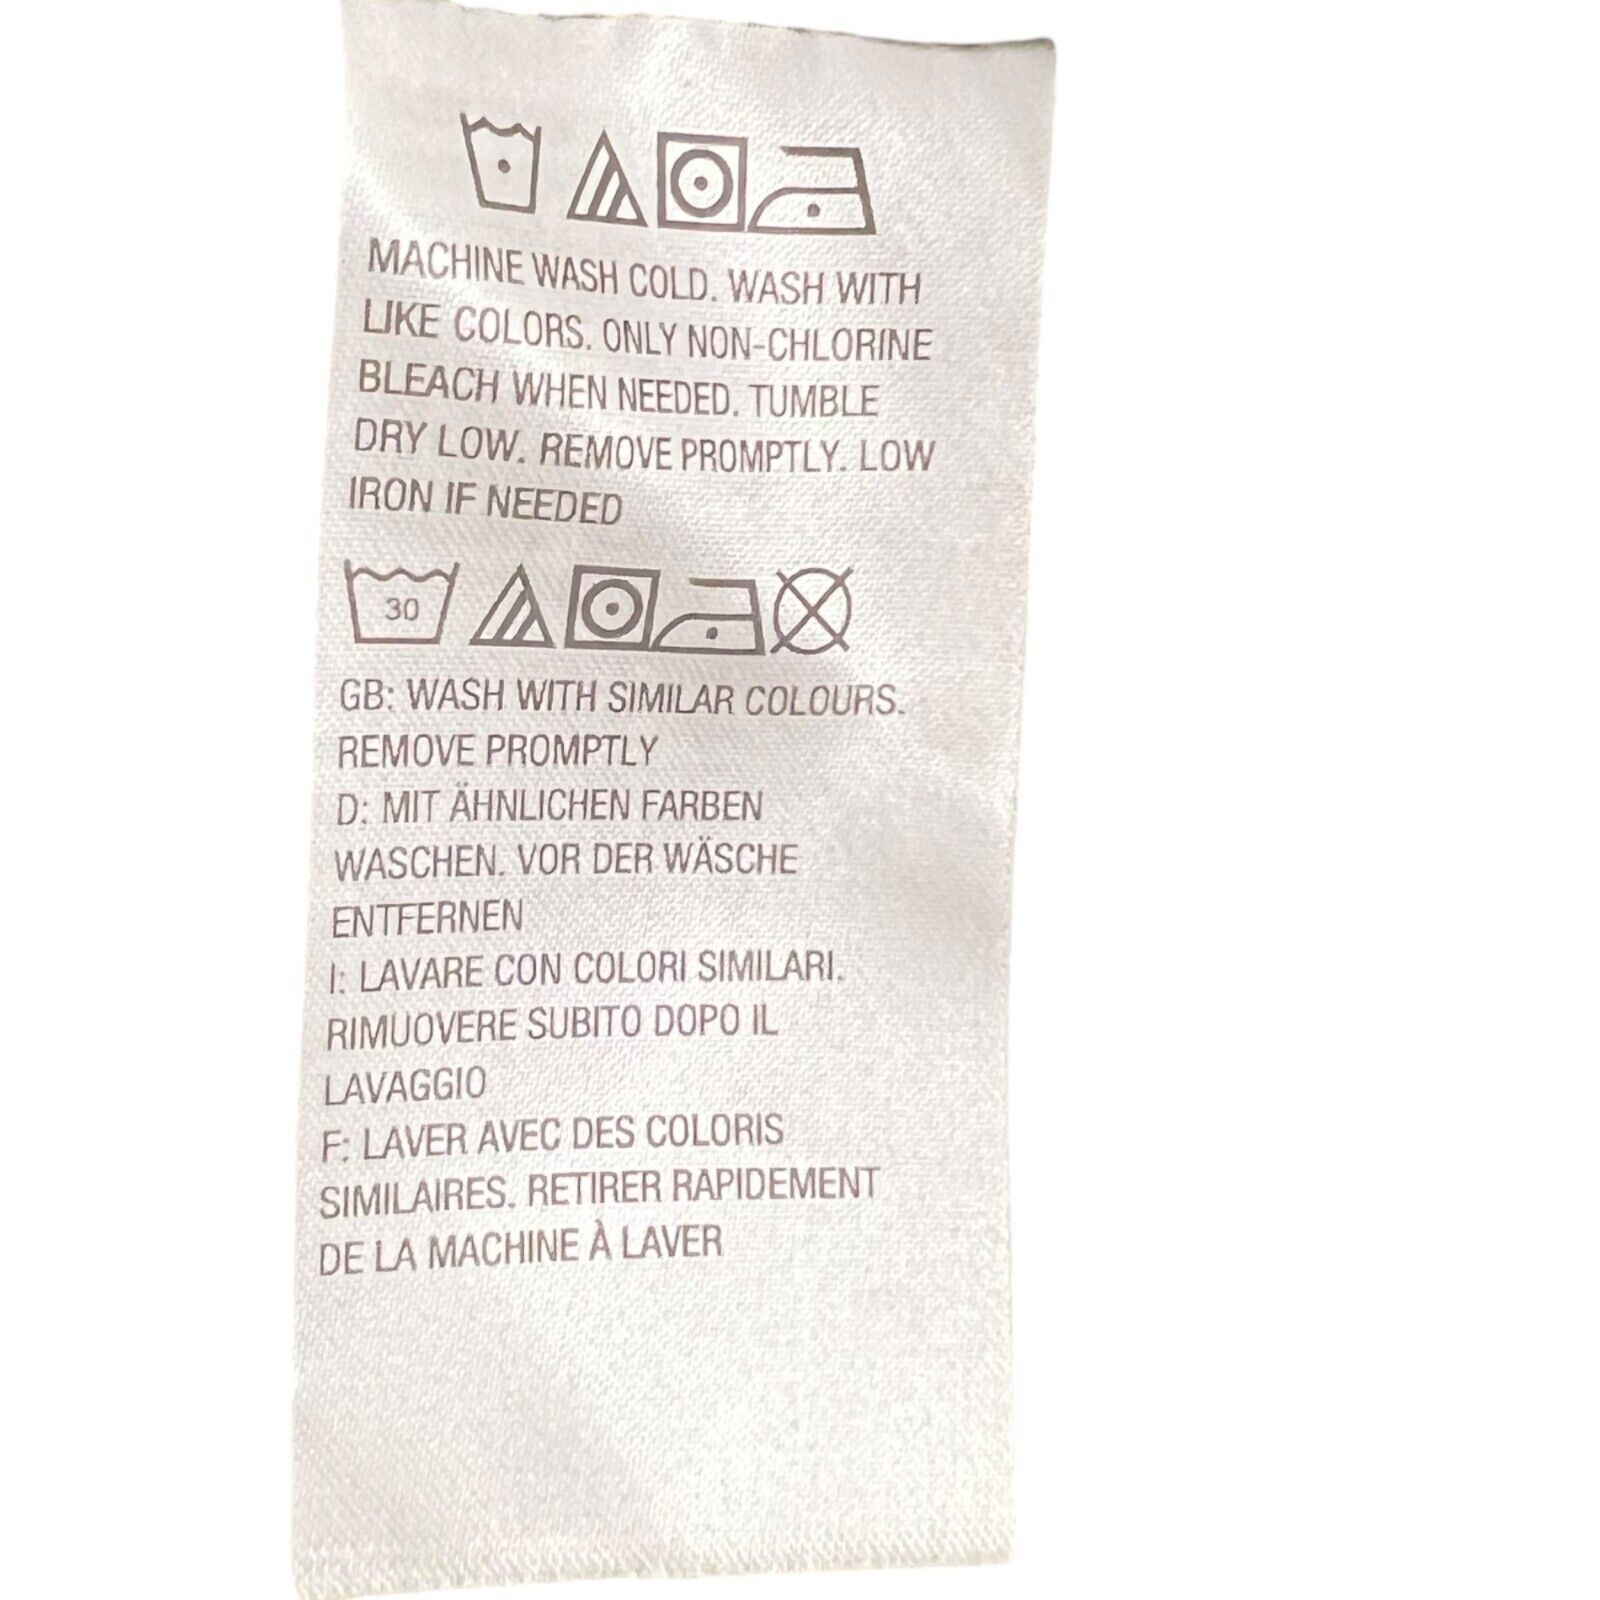 MACHINE WASH COLD. WASH WITH
LIKE COLORS. ONLY NON-CHLORINE
BLEACH WHEN NEEDED. TUMBLE
DRY LOW. REMOVE PROMPTLY. LOW
IRON IF NEEDED
30
GB: WASH WITH SIMILAR COLOURS.
REMOVE PROMPTLY
D: MIT ÄHNLICHEN FARBEN
WASCHEN. VOR DER WÄSCHE
ENTFERNEN
I: LAVARE CON COLORI SIMILARI.
RIMUOVERE SUBITO DOPO IL
LAVAGGIO
F: LAVER AVEC DES COLORIS
SIMILAIRES. RETIRER RAPIDEMENT
DE LA MACHINE À LAVER